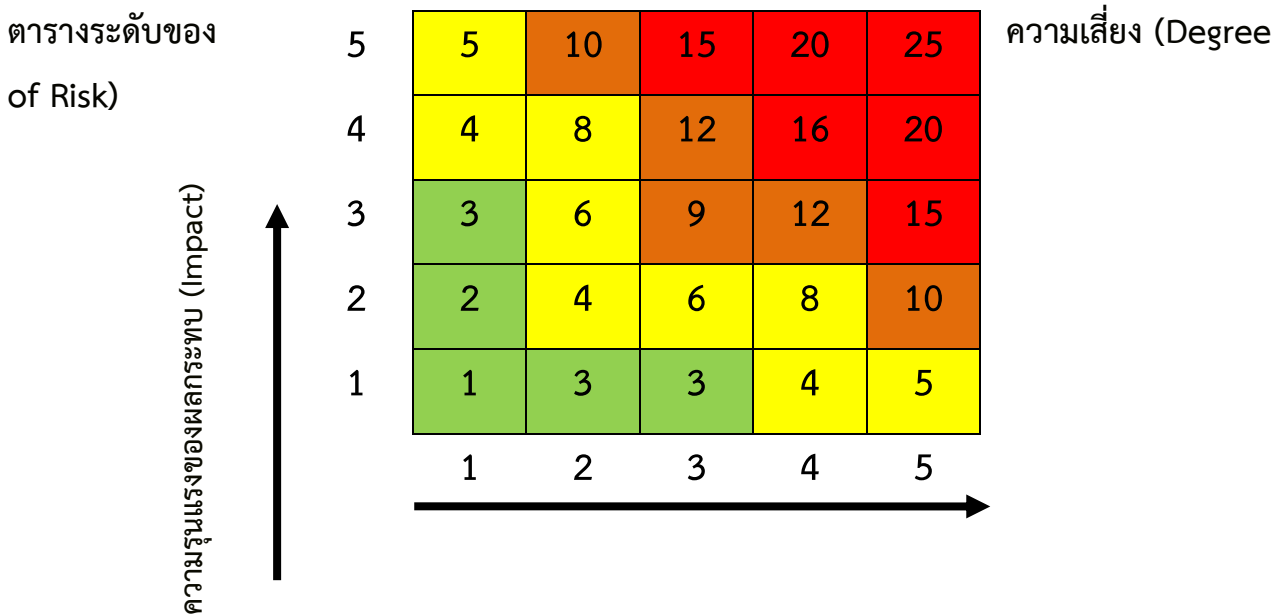 ตารางระดับของ ความเสี่ยง (Degree
of Risk)
5 5 10 15 20 25
4 4 8 12 16 20
3 3 6 9 12 15
2 2 4 6 8 10
1 1 3 3 4 5
1 2 3 4 5
ความรุนแรงของผลกระทบ (Impact)